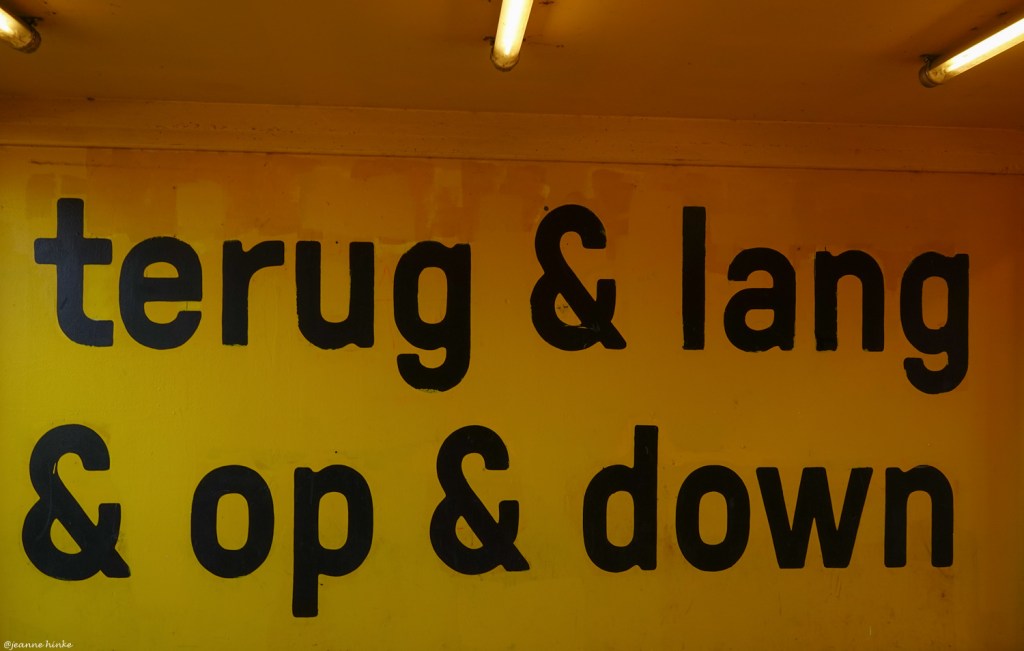 terug & lang
& op & down
@jeanne hinke